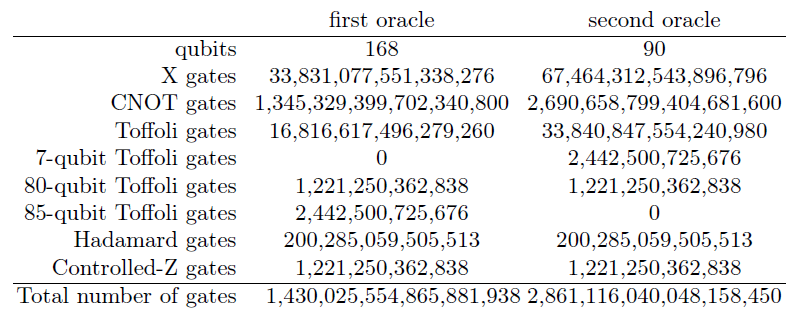 first oracle second oracle
qubits 168 90
X gates 33,831,077,551,338,276 67,464,312,543,896,796
CNOT gates 1,345,329,399,702,340,800 2,690,658,799,404,681,600
Toffoli gates 16,816,617,496,279,260 33,840,847,554,240,980
7-qubit Toffoli gates 0 2,442,500,725,676
80-qubit Toffoli gates 1,221,250,362,838 1,221,250,362,838
85-qubit Toffoli gates 2,442,500,725,676 0
Hadamard gates 200,285,059,505,513 200,285,059,505,513
Controlled-Z gates 1,221,250,362,838 1,221,250,362,838
Total number of gates 1,430,025,554,865,881,938 2,861,116,040,048,158,450